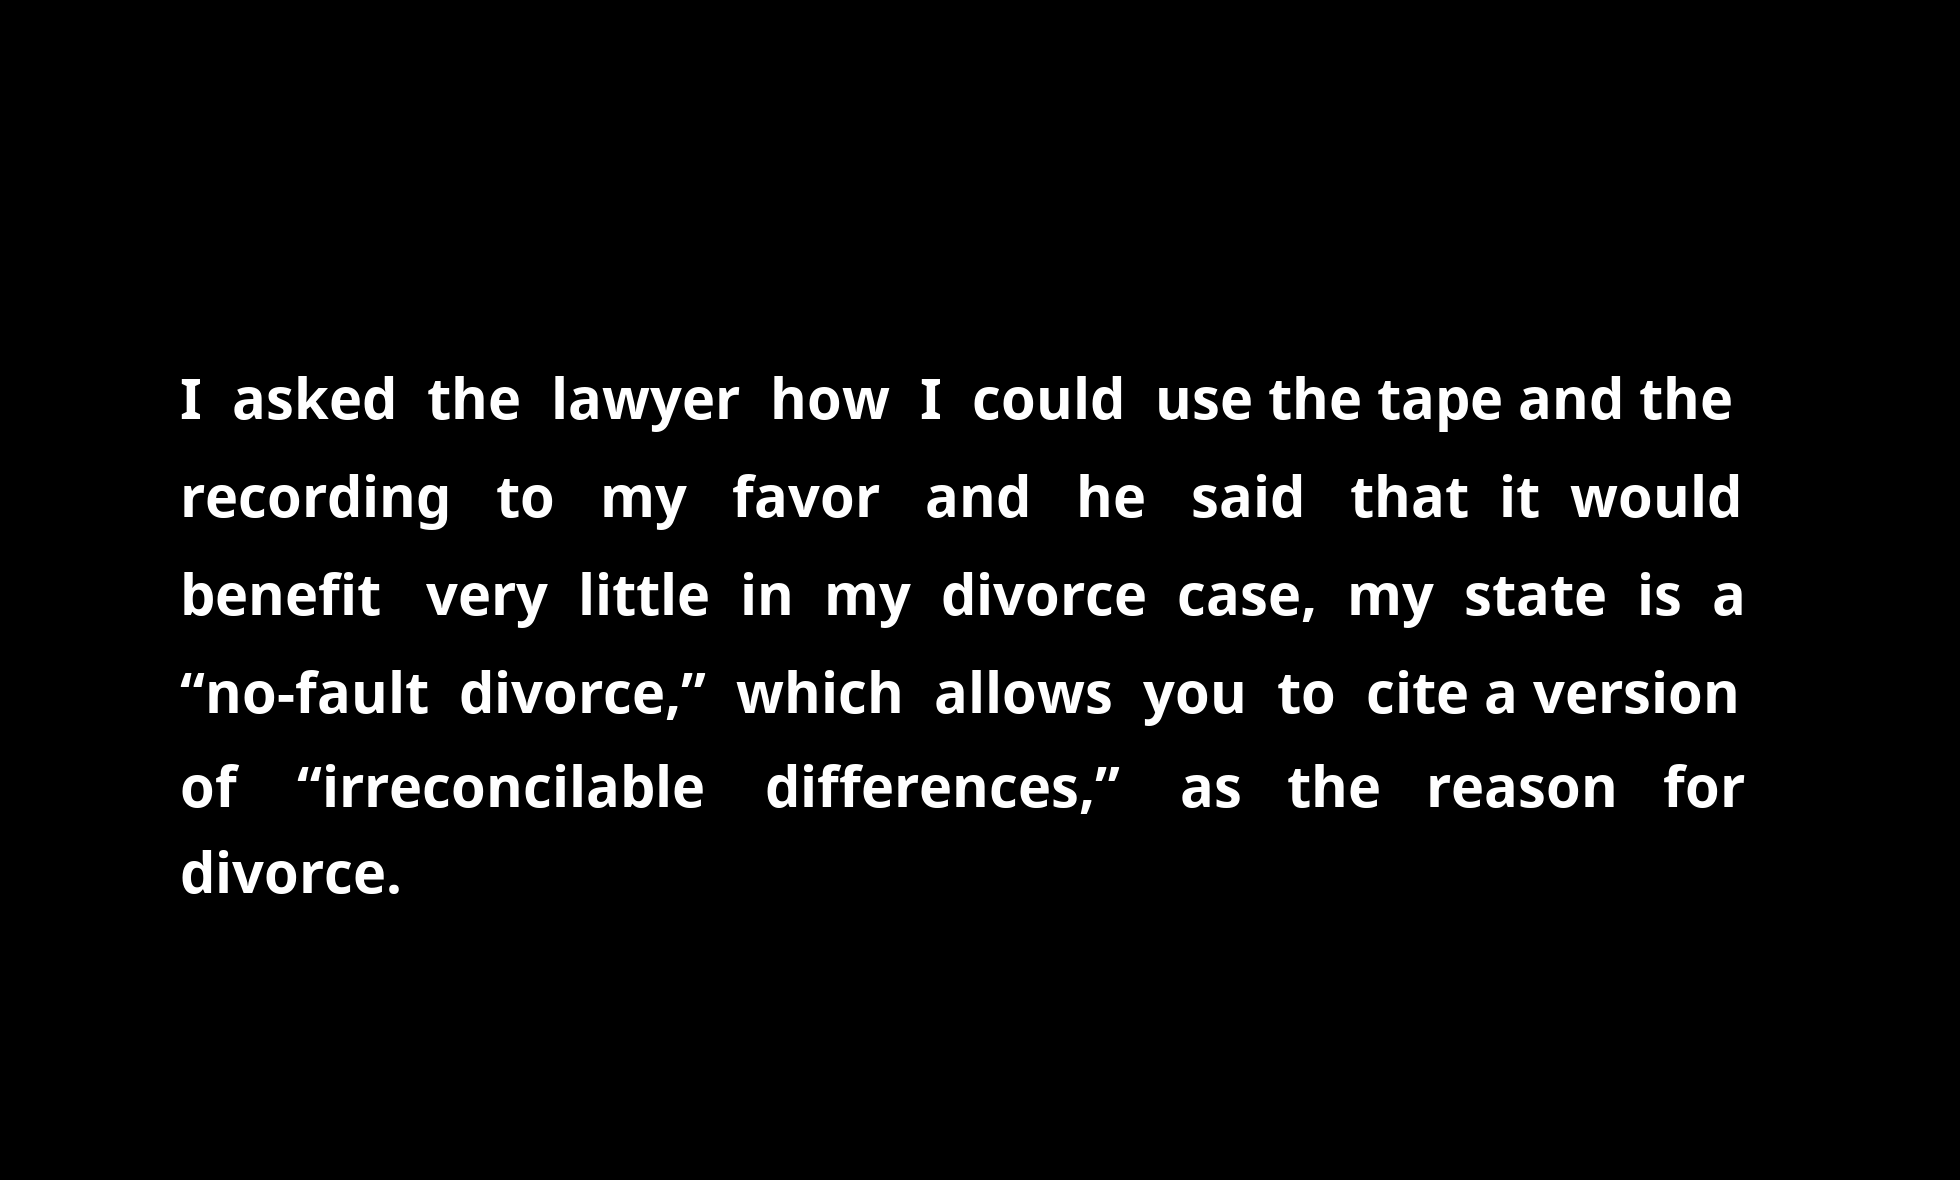 I asked the lawyer how I could use the tape and the
recording to my favor and he said that it would
benefit very little in my divorce case, my state is a
“no-fault divorce,” which allows you to cite a version
of “irreconcilable differences,” as the reason for
divorce.